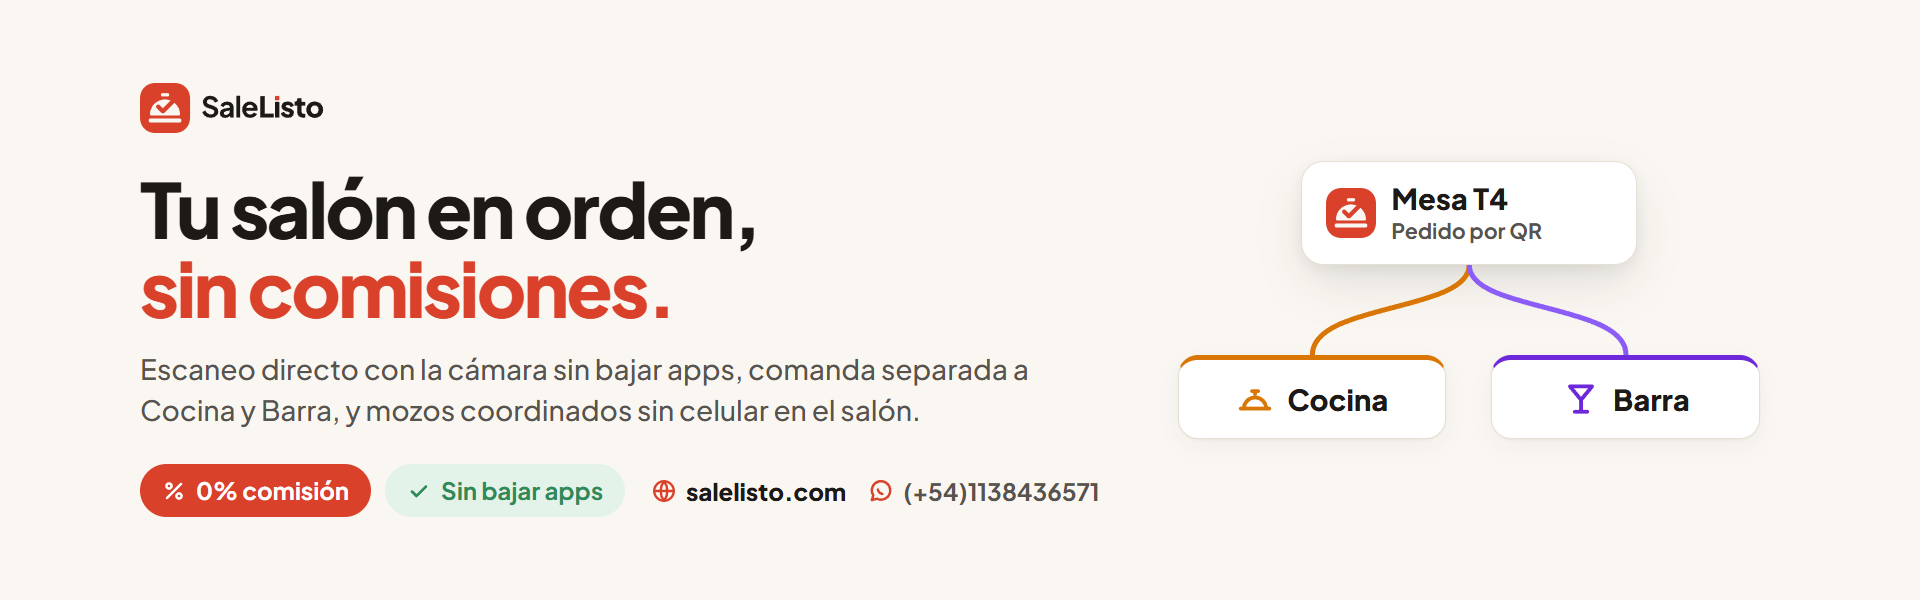 SaleListo
Tu salón en orden,
sin comisiones.
Escaneo directo con la cámara sin bajar apps, comanda separada a
Cocina y Barra, y mozos coordinados sin celular en el salón.
% 0% comisión
Sin bajar apps
salelisto.com
(+54)1138436571
Mesa T4
Pedido por QR
Cocina
Barra